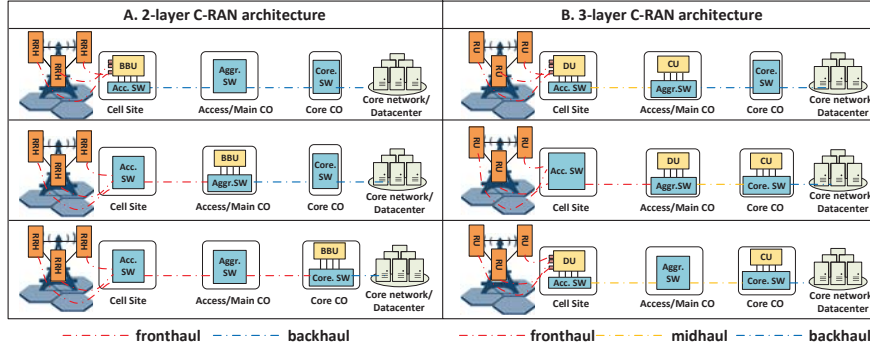 A. 2-layer C-RAN architecture
RRH
RRH
RRH
BBU
Acc. SW
Cell Site
Aggr.
SW
Access/Main CO
Core.
SW
Core CO
Core network/
Datacenter
RRH
RRH
RRH
Acc.
SW
Cell Site
BBU
Aggr.SW
Access/Main CO
Core.
SW
Core CO
Core network/
Datacenter
RRH
RRH
RRH
Acc.
SW
Cell Site
Aggr.
SW
Access/Main CO
BBU
Core. SW
Core CO
Core network/
Datacenter
fronthaul
backhaul
B. 3-layer C-RAN architecture
RU
RU
RU
DU
Acc. SW
Cell Site
CU
Aggr.SW
Access/Main CO
Core.
SW
Core CO
Core network/
Datacenter
RU
RU
RU
Acc. SW
Cell Site
DU
Aggr.SW
Access/Main CO
CU
Core. SW
Core CO
Core network/
Datacenter
RU
RU
RU
DU
Acc. SW
Cell Site
Aggr.
SW
Access/Main CO
CU
Core. SW
Core CO
Core network/
Datacenter
fronthaul
midhaul
backhaul